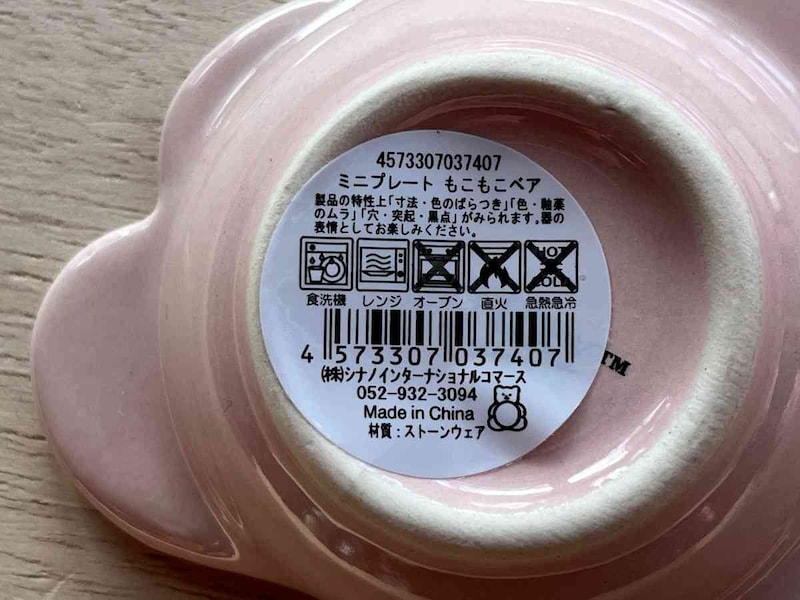 4573307037407
ミニプレート もこもこベア
製品の特性上「寸法・色のばらつき」「色・釉薬
のムラ」「穴・突起・黒点」がみられます。器の
表情としてお楽しみください。
HOT COLD
食洗機 レンジ オーブン 直火 急熱急冷
4 573307 037407
TM
(株)シナノインターナショナルコマース
052-932-3094
Made in China
材質：ストーンウェア